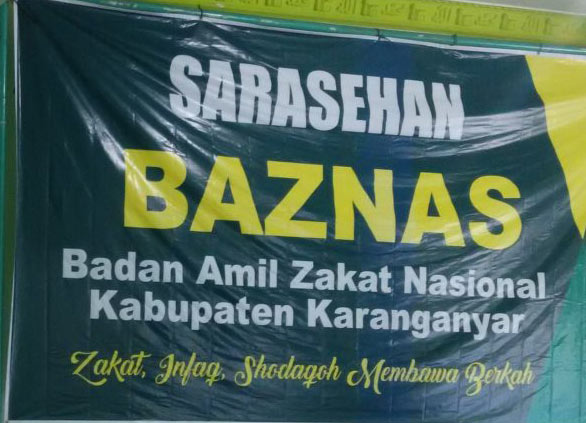 SARASEHAN
BAZNAS
Badan Amil Zakat Nasional
Kabupaten Karanganyar
Zakat, Infaq, Shodaqoh Membawa Berkah